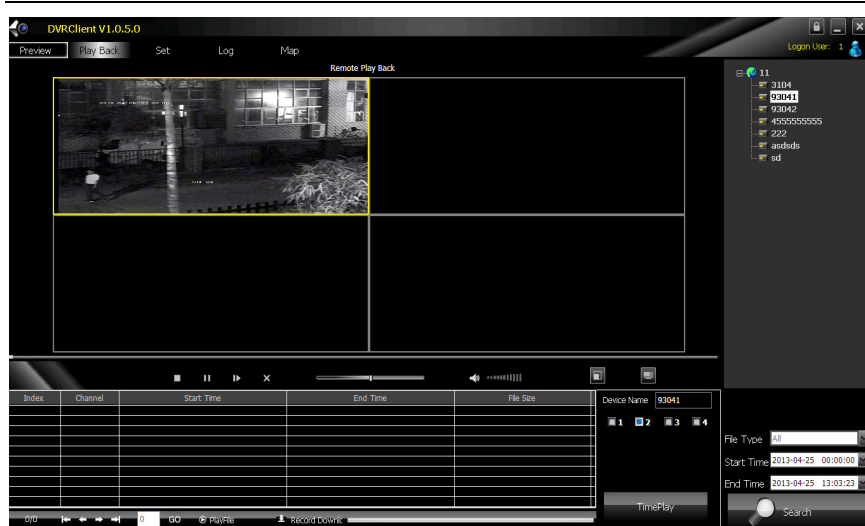 DVRClient V1.0.5.0
Preview Play Back Set Log Map
Logon User: 1
Remote Play Back
11
3104
93041
93042
4555555555
222
asdsds
sd
Index Channel Start Time End Time File Size
Device Name 93041
1 2 3 4
File Type All
Start Time 2013-04-25 00:00:00
End Time 2013-04-25 13:03:23
TimePlay
Search
0/0 0 GO PlayFile Record Downlc